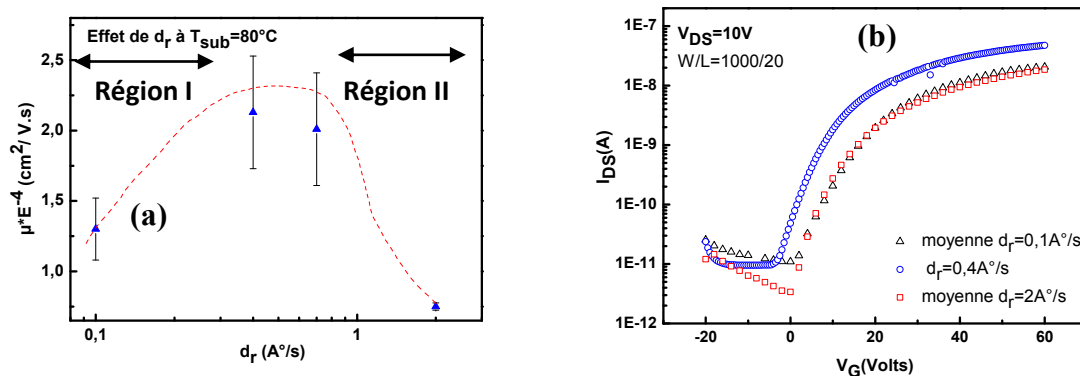 Effet de dr à Tsub=80°C
Région I
Région II
(a)
µ*E⁻⁴ (cm²/ V.s)
2,5
2,0
1,5
1,0
0,1
1
dr (A°/s)
VDS=10V
W/L=1000/20
(b)
IDS(A)
1E-7
1E-8
1E-9
1E-10
1E-11
1E-12
moyenne dr=0,1A°/s
dr=0,4A°/s
moyenne dr=2A°/s
-20
0
20
40
60
VG(Volts)